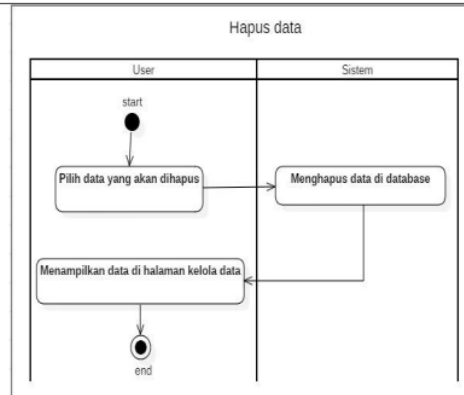 Hapus data
User
Sistem
start
Pilih data yang akan dihapus
Menghapus data di database
Menampilkan data di halaman kelola data
end